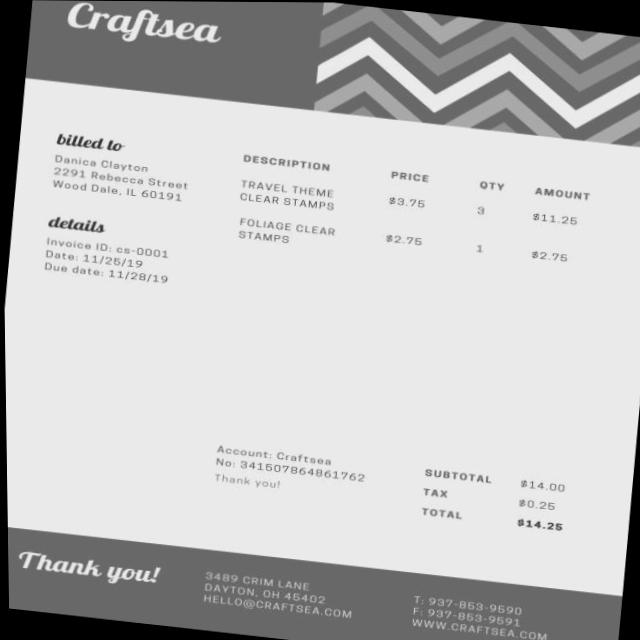 Craftsea
billed to
Danica Clayton
2291 Rebecca Street
Wood Dale, IL 60191
details
Invoice ID: cs-0001
Date: 11/25/19
Due date: 11/28/19
DESCRIPTION PRICE QTY AMOUNT
TRAVEL THEME
CLEAR STAMPS $3.75 3 $11.25
FOLIAGE CLEAR
STAMPS $2.75 1 $2.75
Account: Craftsea
No: 341507864861762
Thank you!
SUBTOTAL $14.00
TAX $0.25
TOTAL $14.25
Thank you!
3489 CRIM LANE
DAYTON, OH 45402
HELLO@CRAFTSEA.COM
T: 937-853-9590
F: 937-853-9591
WWW.CRAFTSEA.COM